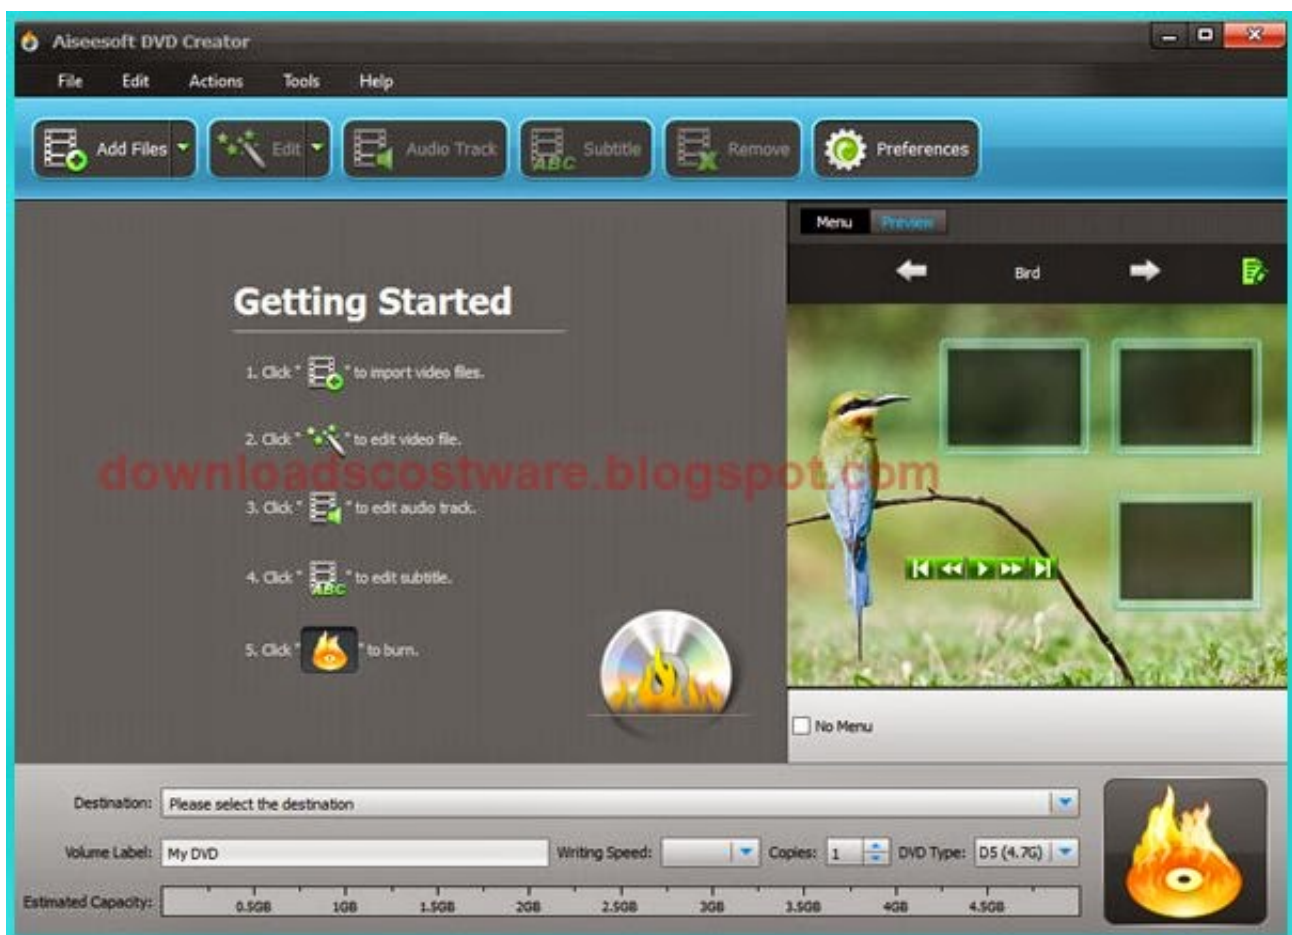 Aiseesoft DVD Creator
File Edit Actions Tools Help
Add Files Edit Audio Track Subtitle Remove Preferences
Menu Preview
Bird
Getting Started
1. Click " " to import video files.
2. Click " " to edit video file.
downloadscostware.blogspot.com
3. Click " " to edit audio track.
4. Click " ABC " to edit subtitle.
5. Click " " to burn.
No Menu
Destination: Please select the destination
Volume Label: My DVD Writing Speed: Copies: 1 DVD Type: D5 (4.7G)
Estimated Capacity: 0.5GB 1GB 1.5GB 2GB 2.5GB 3GB 3.5GB 4GB 4.5GB